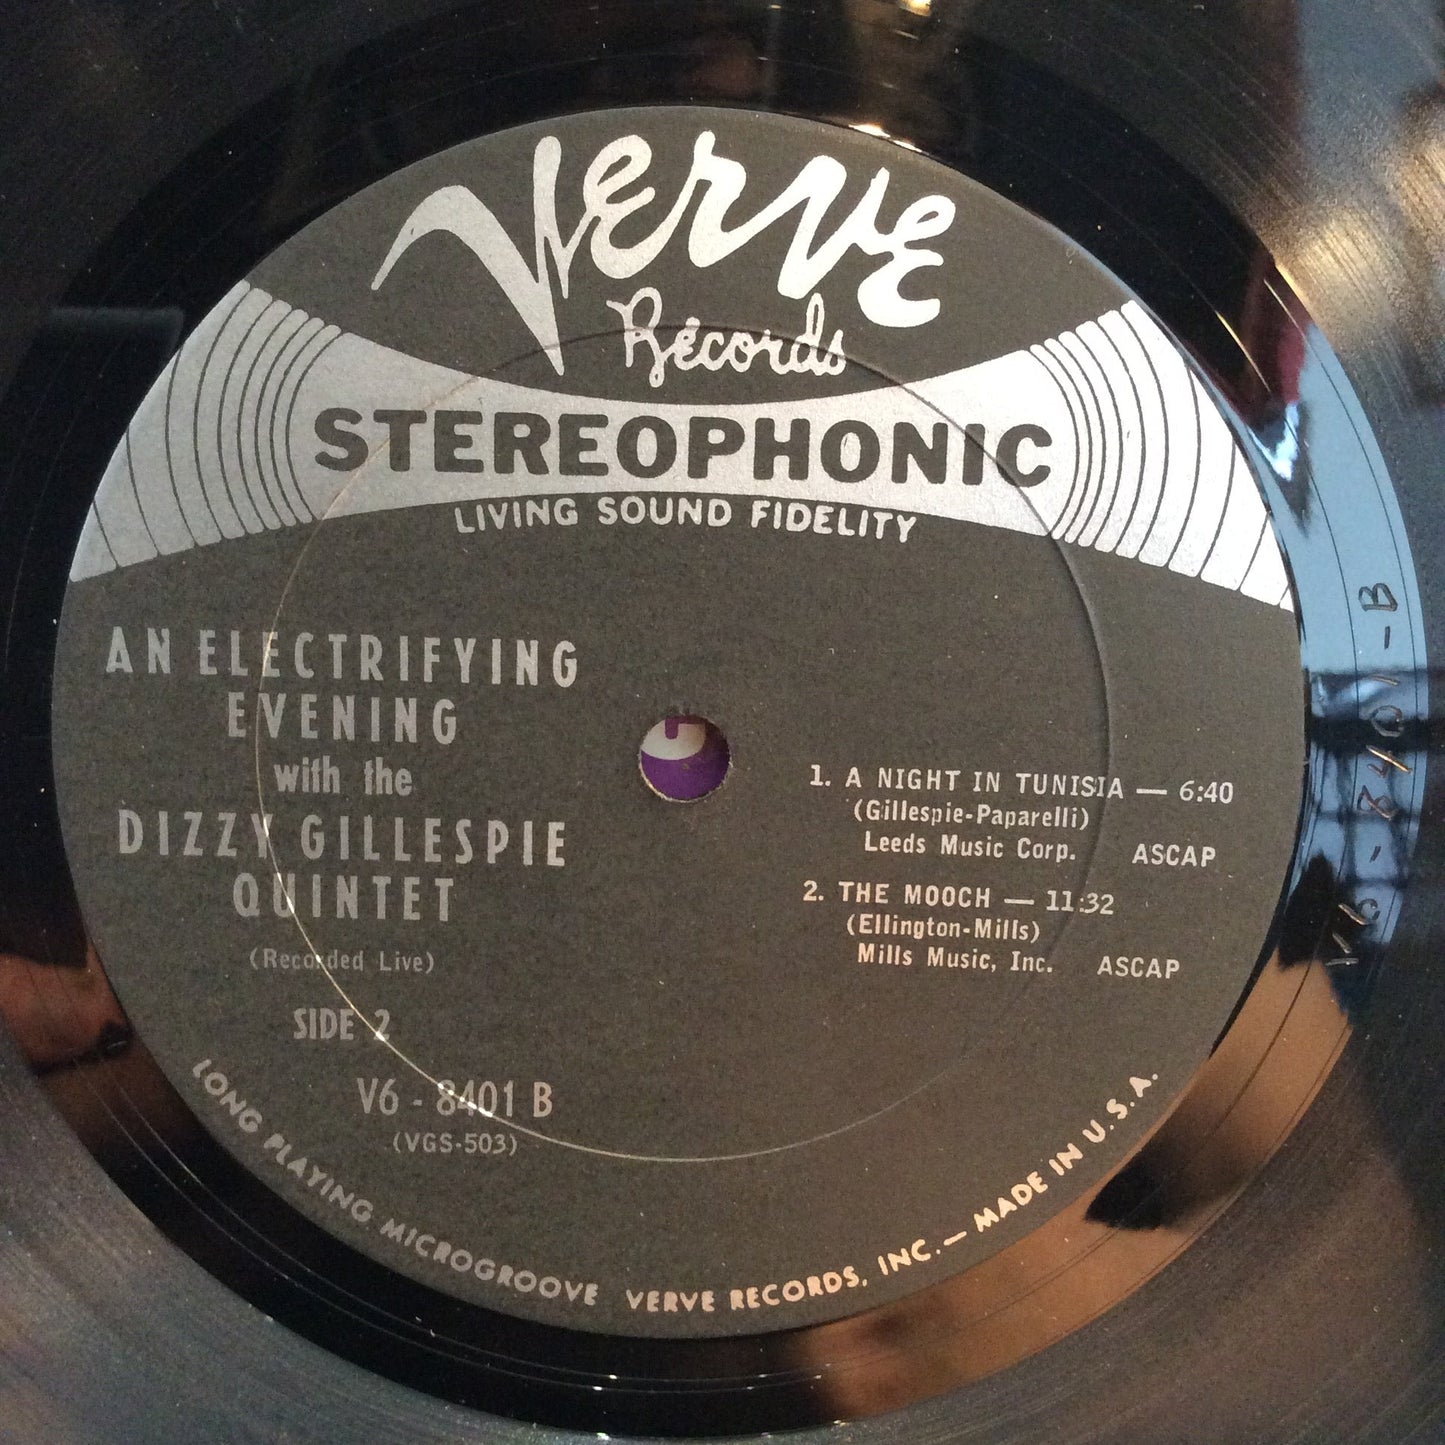 Verve
Records
STEREOPHONIC
LIVING SOUND FIDELITY
AN ELECTRIFYING
EVENING
with the
DIZZY GILLESPIE
QUINTET
(Recorded Live)
SIDE 2
V6 - 8401 B
(VGS-503)
1. A NIGHT IN TUNISIA — 6:40
(Gillespie-Paparelli)
Leeds Music Corp. ASCAP
2. THE MOOCH — 11:32
(Ellington-Mills)
Mills Music, Inc. ASCAP
LONG PLAYING MICROGROOVE VERVE RECORDS, INC. — MADE IN U.S.A.
V6-8401-B